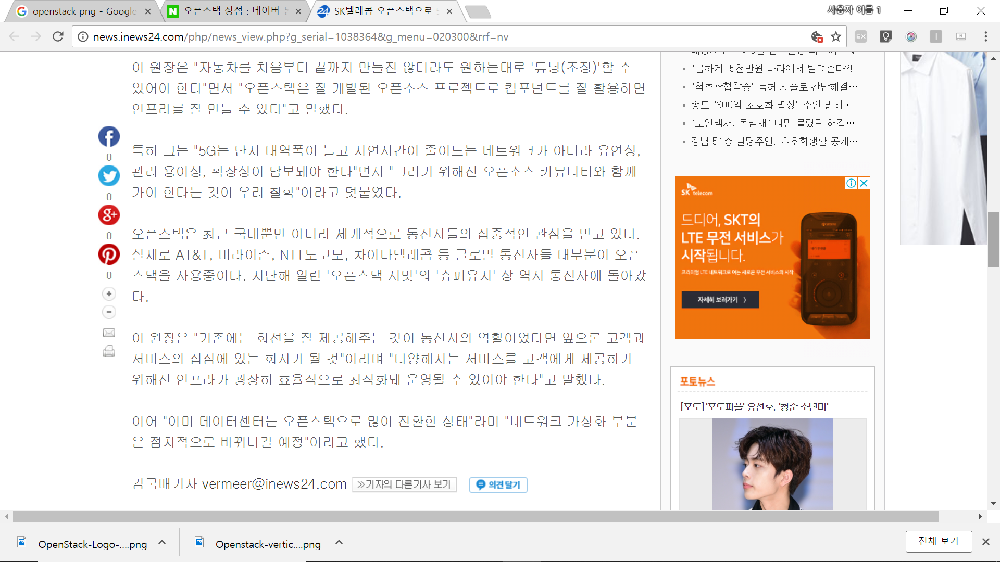 openstack png - Google
오픈스택 장점 : 네이버
SK텔레콤 오픈스택으로
사용자 이름 1
news.inews24.com/php/news_view.php?g_serial=1038364&g_menu=020300&rrf=nv
이 원장은 "자동차를 처음부터 끝까지 만들진 않더라도 원하는대로 '튜닝(조정)'할 수
있어야 한다"면서 "오픈스택은 잘 개발된 오픈소스 프로젝트로 컴포넌트를 잘 활용하면
인프라를 잘 만들 수 있다"고 말했다.
특히 그는 "5G는 단지 대역폭이 늘고 지연시간이 줄어드는 네트워크가 아니라 유연성,
관리 용이성, 확장성이 담보돼야 한다"면서 "그러기 위해선 오픈소스 커뮤니티와 함께
가야 한다는 것이 우리 철학"이라고 덧붙였다.
오픈스택은 최근 국내뿐만 아니라 세계적으로 통신사들의 집중적인 관심을 받고 있다.
실제로 AT&T, 버라이즌, NTT도코모, 차이나텔레콤 등 글로벌 통신사들 대부분이 오픈
스택을 사용중이다. 지난해 열린 '오픈스택 서밋'의 '슈퍼유저' 상 역시 통신사에 돌아갔
다.
이 원장은 "기존에는 회선을 잘 제공해주는 것이 통신사의 역할이었다면 앞으론 고객과
서비스의 접점에 있는 회사가 될 것"이라며 "다양해지는 서비스를 고객에게 제공하기
위해선 인프라가 굉장히 효율적으로 최적화돼 운영될 수 있어야 한다"고 말했다.
이어 "이미 데이터센터는 오픈스택으로 많이 전환한 상태"라며 "네트워크 가상화 부분
은 점차적으로 바꿔나갈 예정"이라고 했다.
김국배기자 vermeer@inews24.com
기자의 다른기사 보기
의견 달기
0
0
0
0
"급하게" 5천만원 나라에서 빌려준다?!
"척추관협착증" 특허 시술로 간단해결…
송도 "300억 초호화 별장" 주인 밝혀…
"노인냄새, 몸냄새" 나만 몰랐던 해결…
강남 51층 빌딩주인, 초호화생활 공개…
SK telecom
드디어, SKT의
LTE 무전 서비스가
시작됩니다.
프리미엄 LTE 네트워크로 여는 새로운 무전 서비스의 시작
자세히 보러가기 〉
포토뉴스
[포토] '포토피플' 유선호, '청순 소년미'
OpenStack-Logo-....png
Openstack-vertic....png
전체 보기